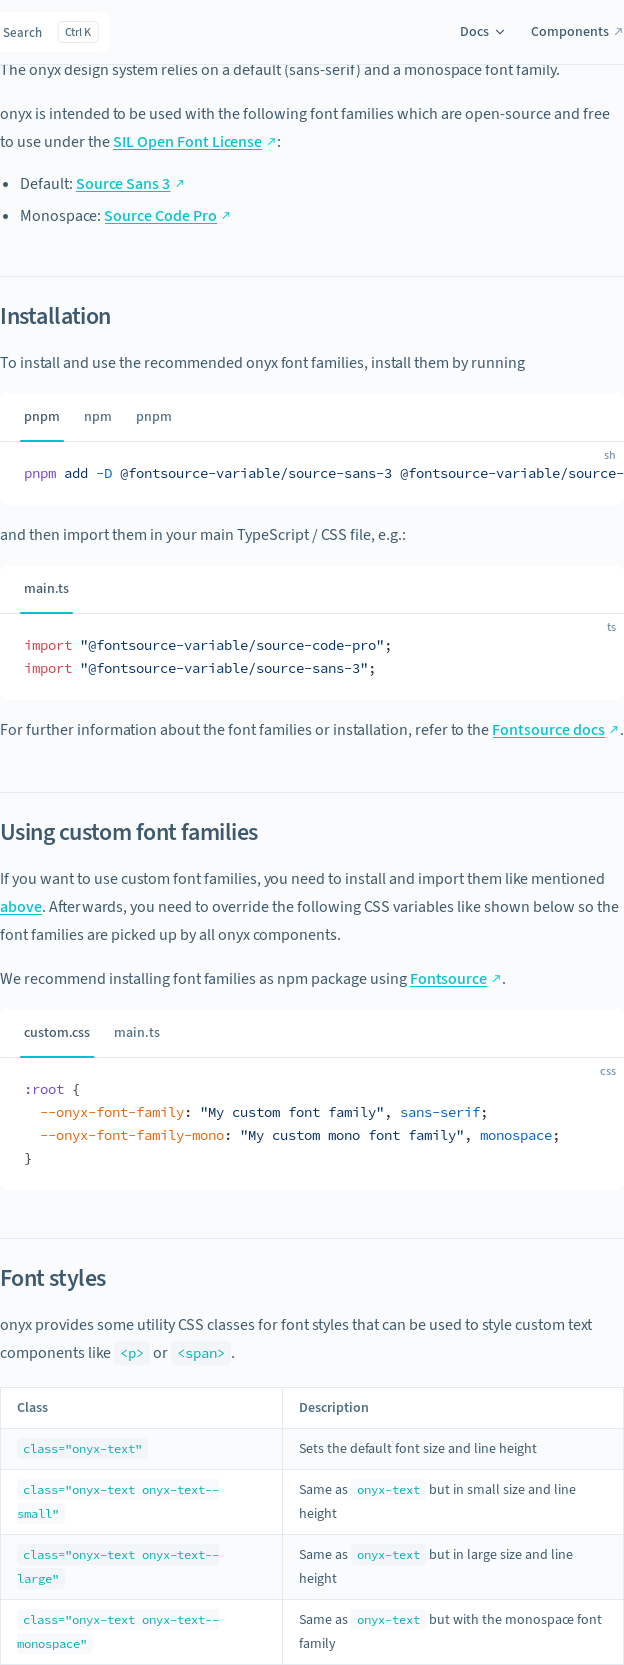 Search Ctrl K Docs Components
The onyx design system relies on a default (sans-serif) and a monospace font family.
onyx is intended to be used with the following font families which are open-source and free
to use under the SIL Open Font License:
• Default: Source Sans 3
• Monospace: Source Code Pro
Installation
To install and use the recommended onyx font families, install them by running
pnpm npm pnpm
sh
pnpm add -D @fontsource-variable/source-sans-3 @fontsource-variable/source-
and then import them in your main TypeScript / CSS file, e.g.:
main.ts
ts
import "@fontsource-variable/source-code-pro";
import "@fontsource-variable/source-sans-3";
For further information about the font families or installation, refer to the Fontsource docs.
Using custom font families
If you want to use custom font families, you need to install and import them like mentioned
above. Afterwards, you need to override the following CSS variables like shown below so the
font families are picked up by all onyx components.
We recommend installing font families as npm package using Fontsource.
custom.css main.ts
css
:root {
--onyx-font-family: "My custom font family", sans-serif;
--onyx-font-family-mono: "My custom mono font family", monospace;
}
Font styles
onyx provides some utility CSS classes for font styles that can be used to style custom text
components like <p> or <span>.
Class Description
class="onyx-text" Sets the default font size and line height
class="onyx-text onyx-text-- Same as onyx-text but in small size and line
small" height
class="onyx-text onyx-text-- Same as onyx-text but in large size and line
large" height
class="onyx-text onyx-text-- Same as onyx-text but with the monospace font
monospace" family